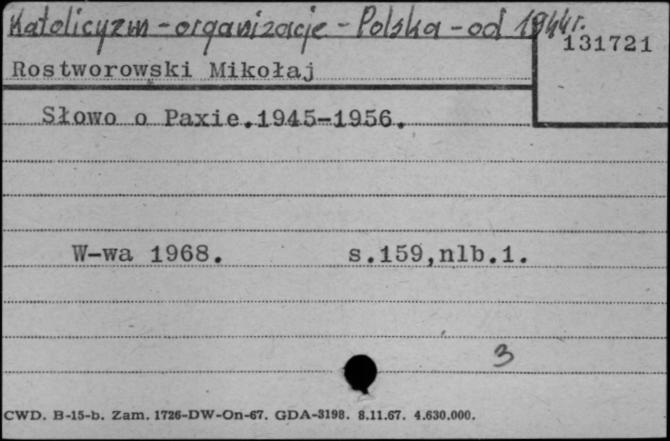 Katolicyzm - organizacje - Polska - od 1944 r.
131721
Rostworowski Mikołaj
Słowo o Paxie.1945-1956.
W-wa 1968. s.159,nlb.1.
3
CWD. B-15-b. Zam. 1726-DW-On-67. GDA-3198. 8.11.67. 4.630.000.